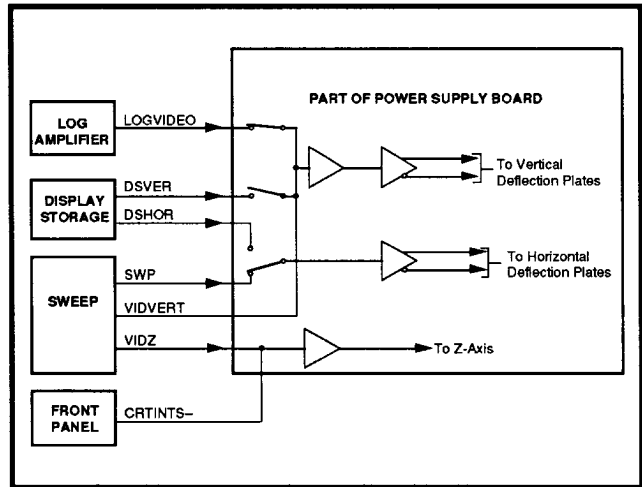 PART OF POWER SUPPLY BOARD
LOG
AMPLIFIER
LOGVIDEO
To Vertical
Deflection Plates
DISPLAY
STORAGE
DSVER
DSHOR
SWEEP
SWP
VIDVERT
VIDZ
To Horizontal
Deflection Plates
To Z-Axis
FRONT
PANEL
CRTINTS–